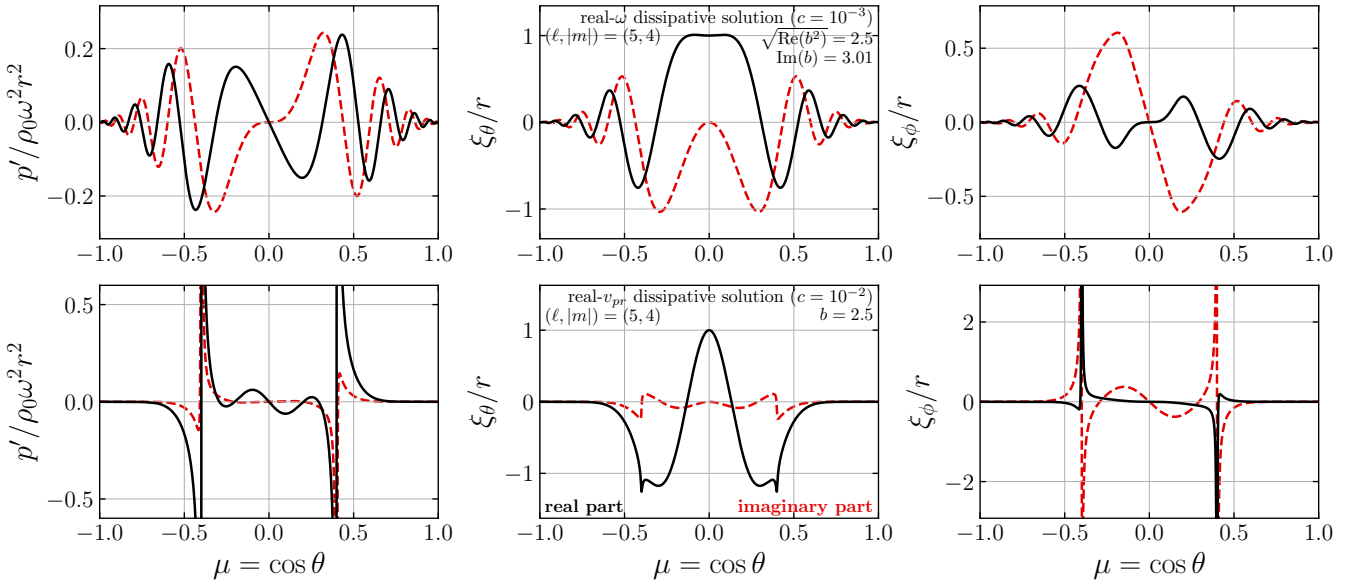 p′/ρ₀ω²r²
0.2
0.0
−0.2
−1.0 −0.5 0.0 0.5 1.0
ξ_θ/r
1
0
−1
real-ω dissipative solution (c = 10⁻³)
(ℓ, |m|) = (5, 4)
√Re(b²) = 2.5
Im(b) = 3.01
−1.0 −0.5 0.0 0.5 1.0
ξ_ϕ/r
0.5
0.0
−0.5
−1.0 −0.5 0.0 0.5 1.0
p′/ρ₀ω²r²
0.5
0.0
−0.5
−1.0 −0.5 0.0 0.5 1.0
μ = cos θ
ξ_θ/r
1
0
−1
real-v_pr dissipative solution (c = 10⁻²)
(ℓ, |m|) = (5, 4) b = 2.5
real part imaginary part
−1.0 −0.5 0.0 0.5 1.0
μ = cos θ
ξ_ϕ/r
2
0
−2
−1.0 −0.5 0.0 0.5 1.0
μ = cos θ